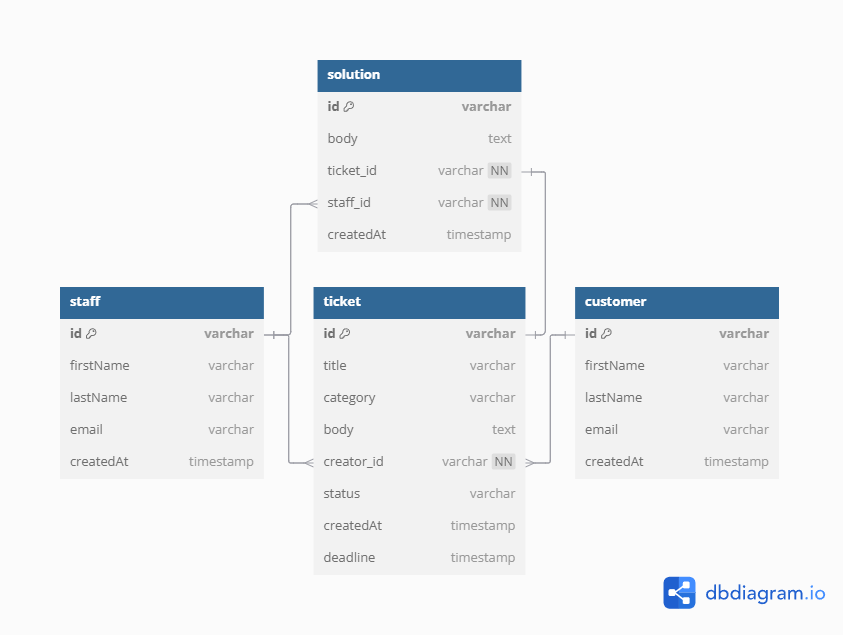 solution
id varchar
body text
ticket_id varchar NN
staff_id varchar NN
createdAt timestamp
staff
id varchar
firstName varchar
lastName varchar
email varchar
createdAt timestamp
ticket
id varchar
title varchar
category varchar
body text
creator_id varchar NN
status varchar
createdAt timestamp
deadline timestamp
customer
id varchar
firstName varchar
lastName varchar
email varchar
createdAt timestamp
dbdiagram.io